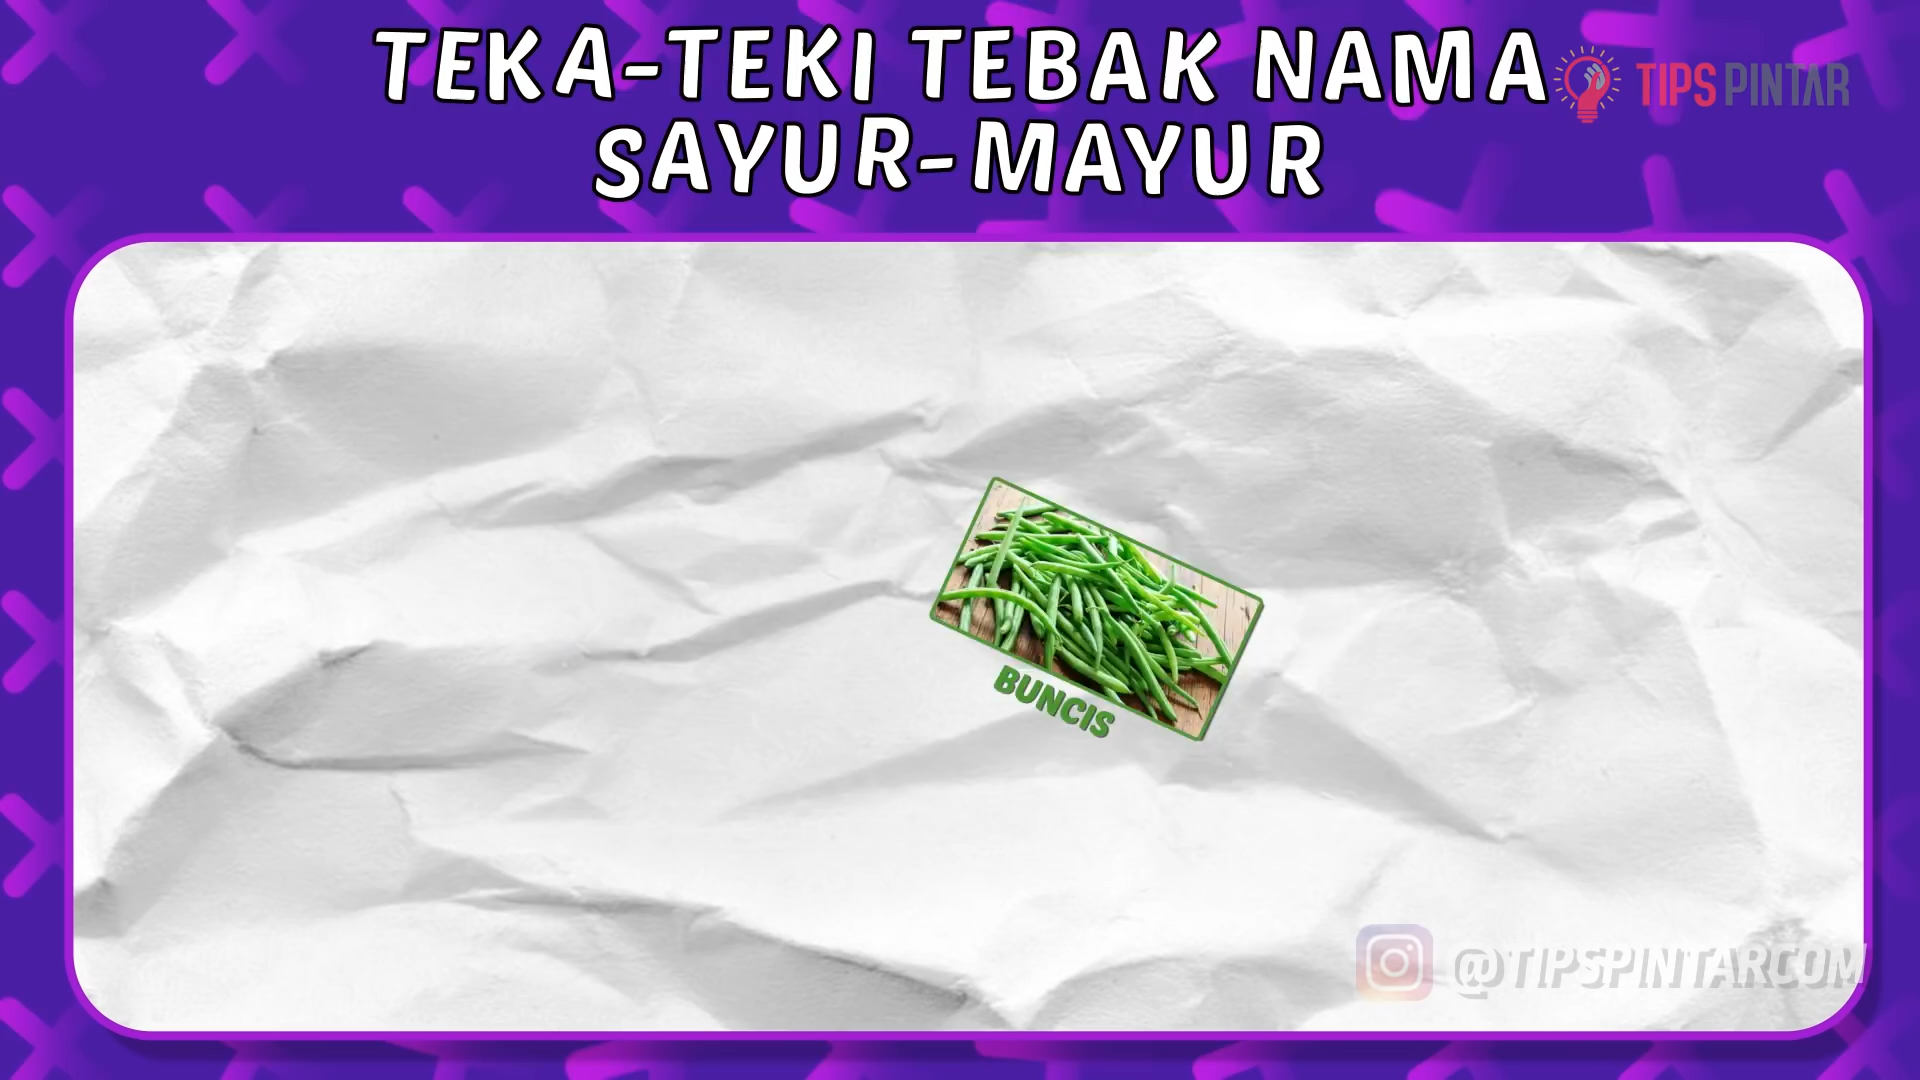 TEKA-TEKI TEBAK NAMA
SAYUR-MAYUR
TIPS PINTAR
BUNCIS
@TIPSPINTARCOM